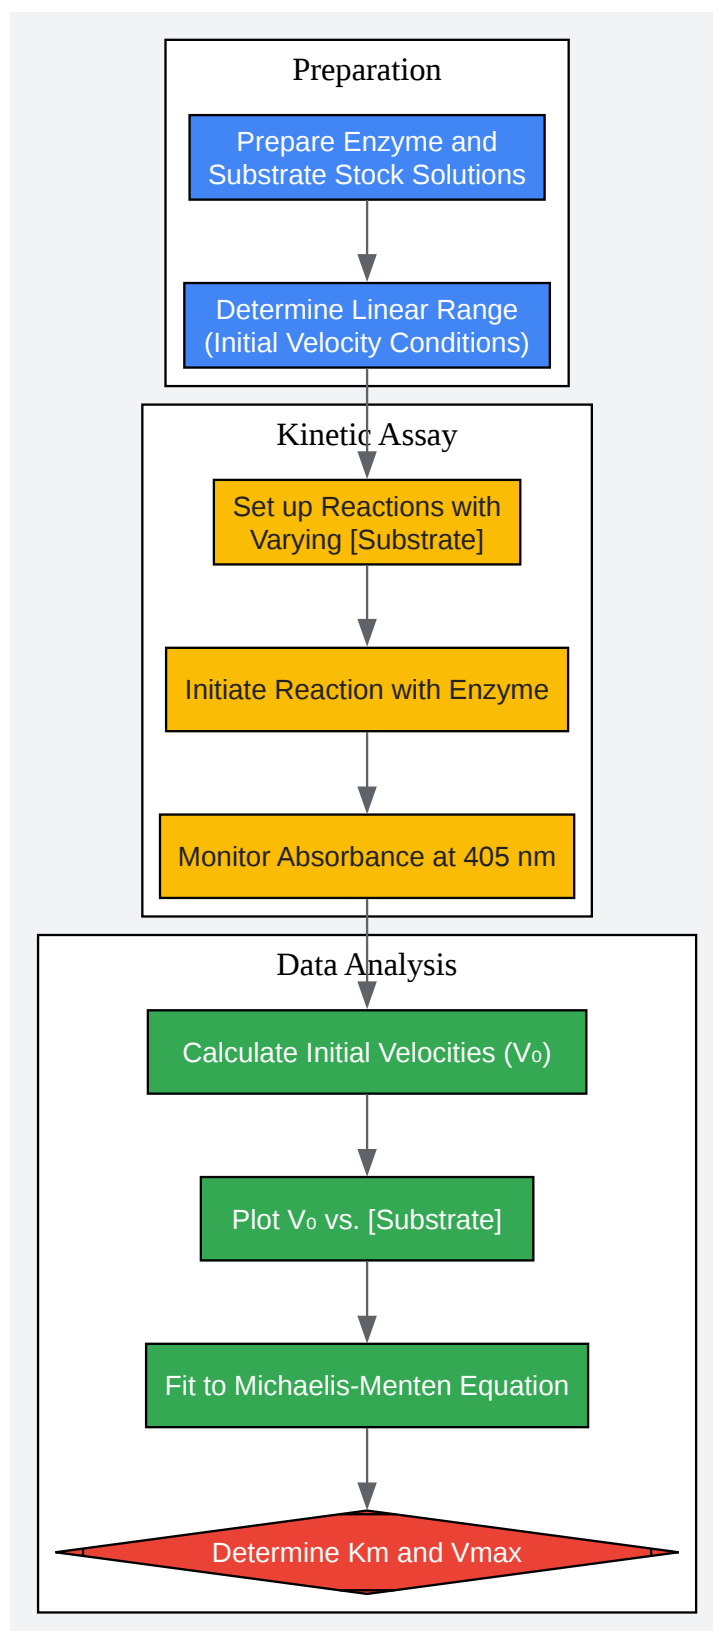 Preparation
Prepare Enzyme and
Substrate Stock Solutions
Determine Linear Range
(Initial Velocity Conditions)
Kinetic Assay
Set up Reactions with
Varying [Substrate]
Initiate Reaction with Enzyme
Monitor Absorbance at 405 nm
Data Analysis
Calculate Initial Velocities (V₀)
Plot V₀ vs. [Substrate]
Fit to Michaelis-Menten Equation
Determine Km and Vmax